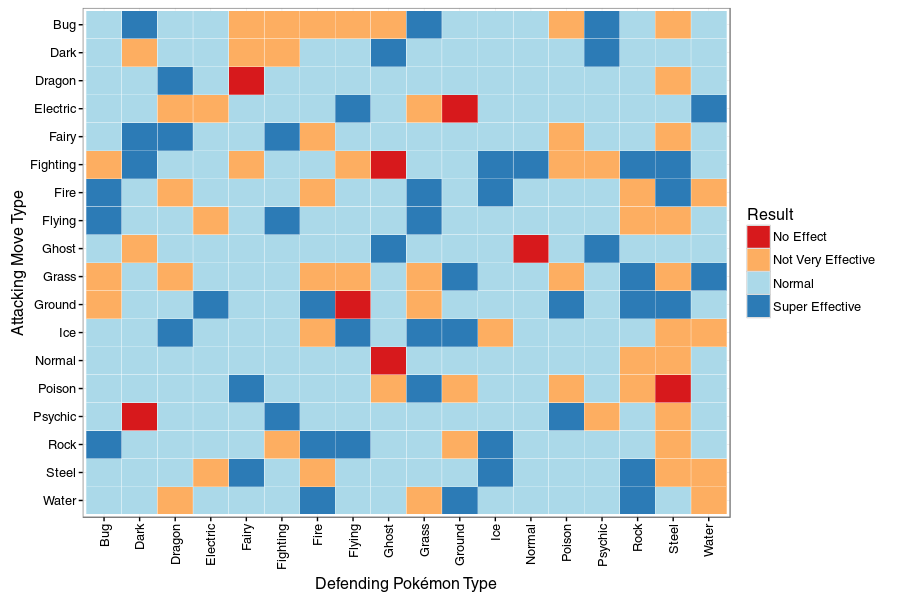 Attacking Move Type
Bug
Dark
Dragon
Electric
Fairy
Fighting
Fire
Flying
Ghost
Grass
Ground
Ice
Normal
Poison
Psychic
Rock
Steel
Water
Bug
Dark
Dragon
Electric
Fairy
Fighting
Fire
Flying
Ghost
Grass
Ground
Ice
Normal
Poison
Psychic
Rock
Steel
Water
Defending Pokémon Type
Result
No Effect
Not Very Effective
Normal
Super Effective